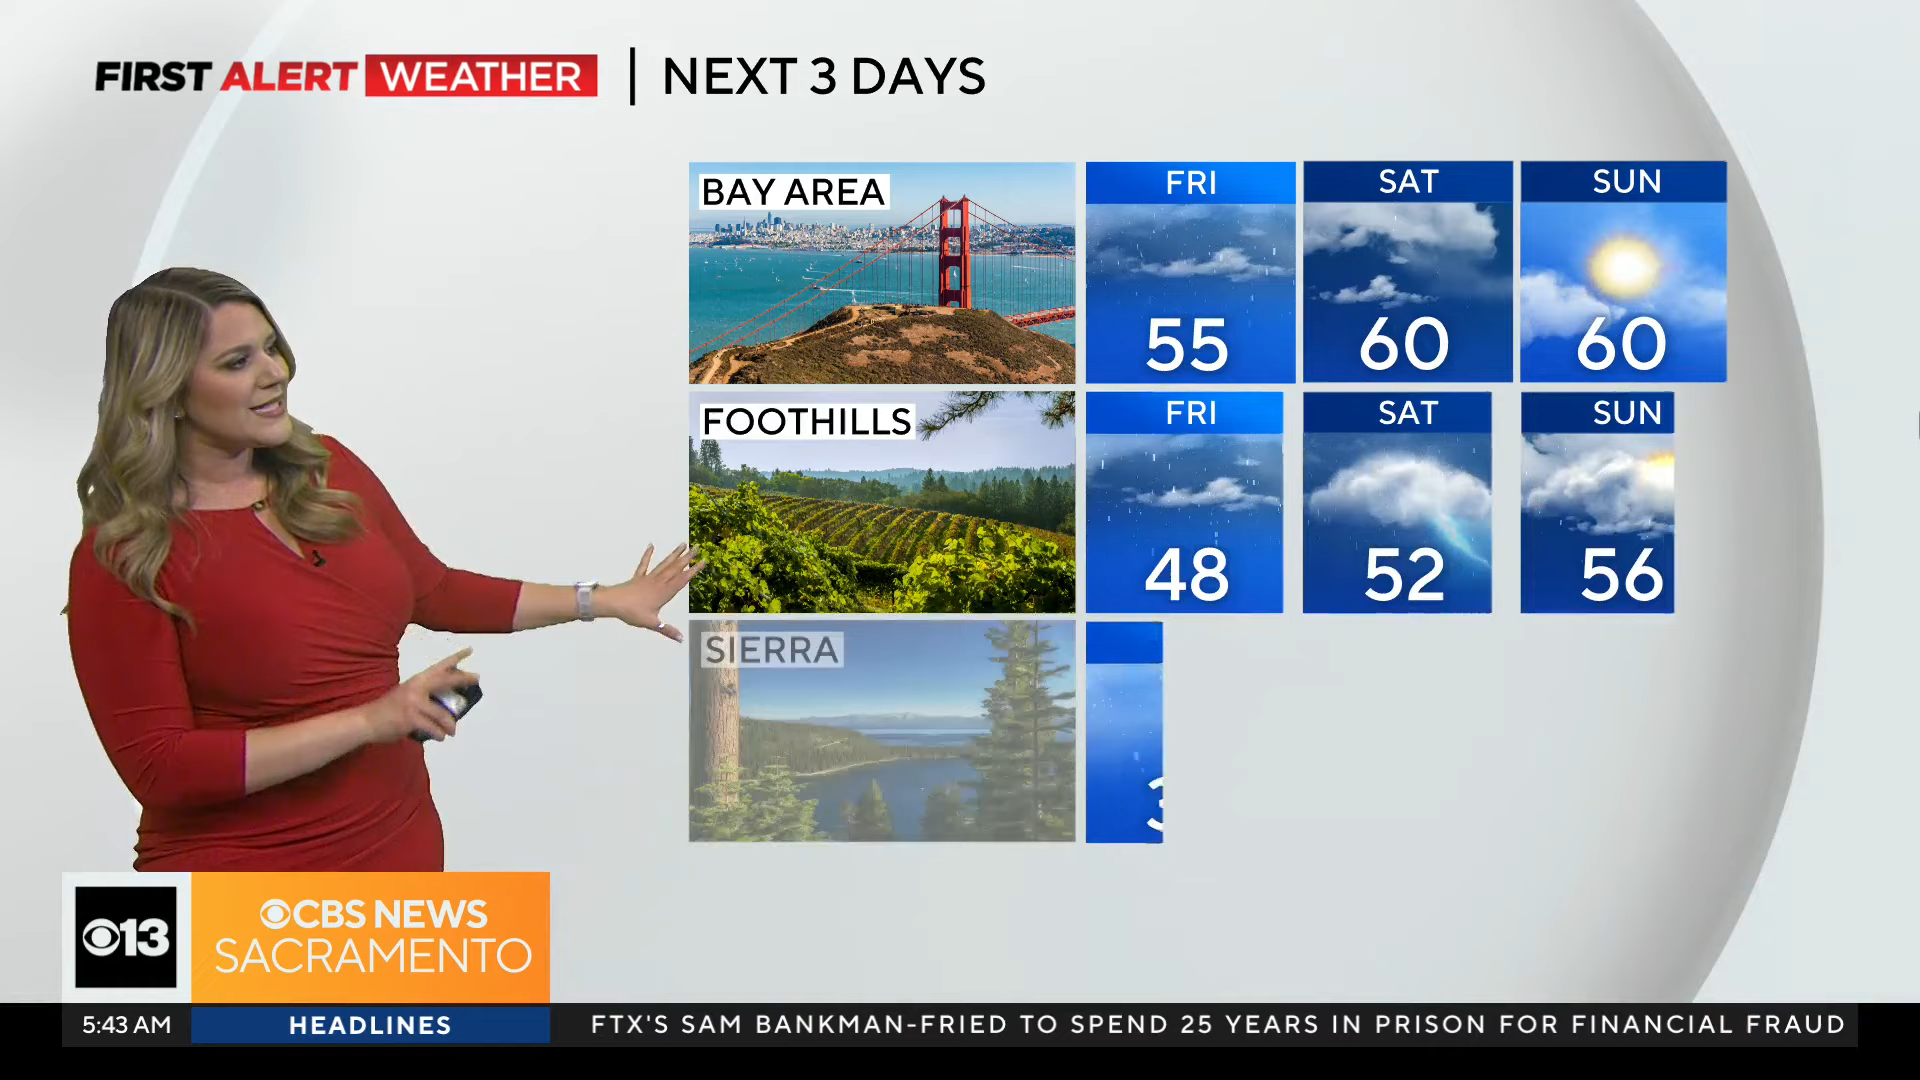 FIRST ALERT WEATHER | NEXT 3 DAYS
BAY AREA
FRI
SAT
SUN
55
60
60
FOOTHILLS
FRI
SAT
SUN
48
52
56
SIERRA
13
CBS NEWS
SACRAMENTO
5:43 AM
HEADLINES
FTX'S SAM BANKMAN-FRIED TO SPEND 25 YEARS IN PRISON FOR FINANCIAL FRAUD